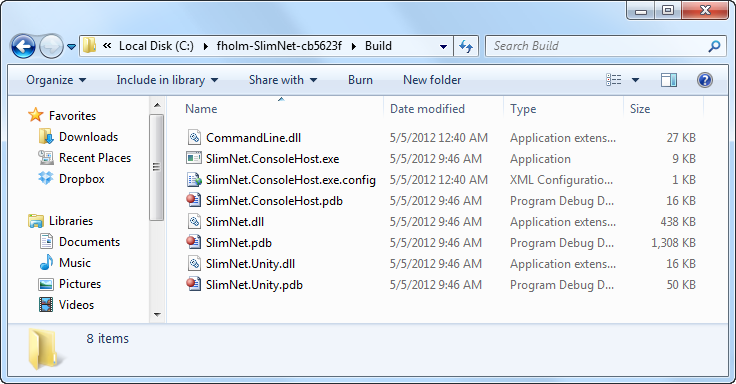 « Local Disk (C:) ▸ fholm-SlimNet-cb5623f ▸ Build
Search Build
Organize Include in library Share with Burn New folder
Name Date modified Type Size
Favorites
Downloads
Recent Places
Dropbox
Libraries
Documents
Music
Pictures
Videos
CommandLine.dll 5/5/2012 12:40 AM Application extens... 27 KB
SlimNet.ConsoleHost.exe 5/5/2012 9:46 AM Application 9 KB
SlimNet.ConsoleHost.exe.config 5/5/2012 12:40 AM XML Configuratio... 1 KB
SlimNet.ConsoleHost.pdb 5/5/2012 9:46 AM Program Debug D... 16 KB
SlimNet.dll 5/5/2012 9:46 AM Application extens... 438 KB
SlimNet.pdb 5/5/2012 9:46 AM Program Debug D... 1,308 KB
SlimNet.Unity.dll 5/5/2012 9:46 AM Application extens... 16 KB
SlimNet.Unity.pdb 5/5/2012 9:46 AM Program Debug D... 50 KB
8 items